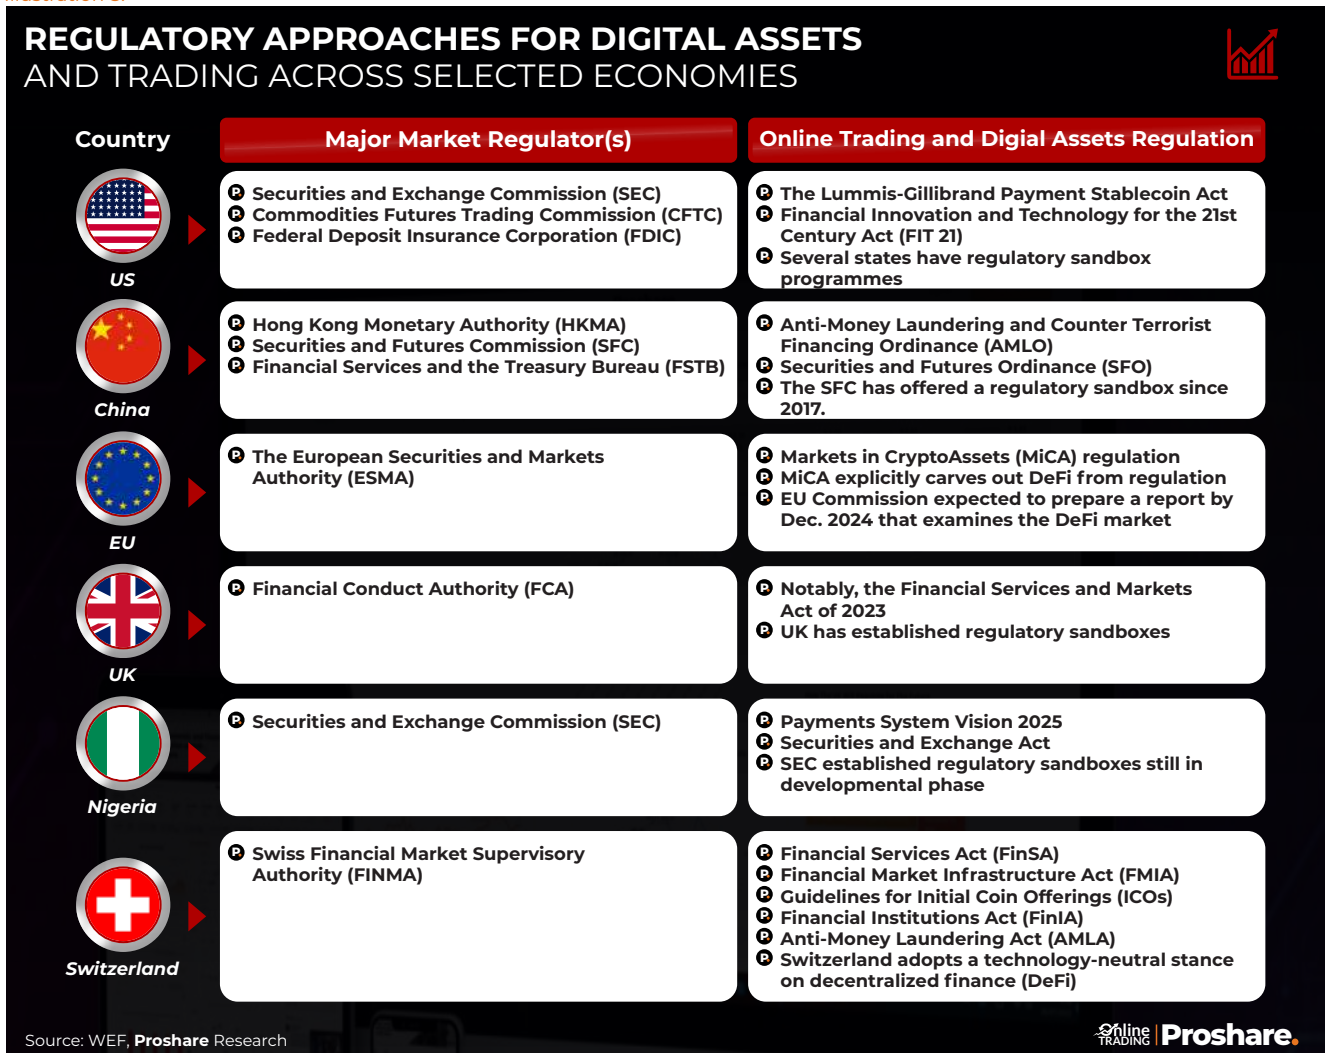 REGULATORY APPROACHES FOR DIGITAL ASSETS
AND TRADING ACROSS SELECTED ECONOMIES
Country
Major Market Regulator(s)
Online Trading and Digial Assets Regulation
US
Securities and Exchange Commission (SEC)
Commodities Futures Trading Commission (CFTC)
Federal Deposit Insurance Corporation (FDIC)
The Lummis-Gillibrand Payment Stablecoin Act
Financial Innovation and Technology for the 21st
Century Act (FIT 21)
Several states have regulatory sandbox
programmes
China
Hong Kong Monetary Authority (HKMA)
Securities and Futures Commission (SFC)
Financial Services and the Treasury Bureau (FSTB)
Anti-Money Laundering and Counter Terrorist
Financing Ordinance (AMLO)
Securities and Futures Ordinance (SFO)
The SFC has offered a regulatory sandbox since
2017.
EU
The European Securities and Markets
Authority (ESMA)
Markets in CryptoAssets (MiCA) regulation
MiCA explicitly carves out DeFi from regulation
EU Commission expected to prepare a report by
Dec. 2024 that examines the DeFi market
UK
Financial Conduct Authority (FCA)
Notably, the Financial Services and Markets
Act of 2023
UK has established regulatory sandboxes
Nigeria
Securities and Exchange Commission (SEC)
Payments System Vision 2025
Securities and Exchange Act
SEC established regulatory sandboxes still in
developmental phase
Switzerland
Swiss Financial Market Supervisory
Authority (FINMA)
Financial Services Act (FinSA)
Financial Market Infrastructure Act (FMIA)
Guidelines for Initial Coin Offerings (ICOs)
Financial Institutions Act (FinIA)
Anti-Money Laundering Act (AMLA)
Switzerland adopts a technology-neutral stance
on decentralized finance (DeFi)
Source: WEF, Proshare Research
Online
TRADING
Proshare.